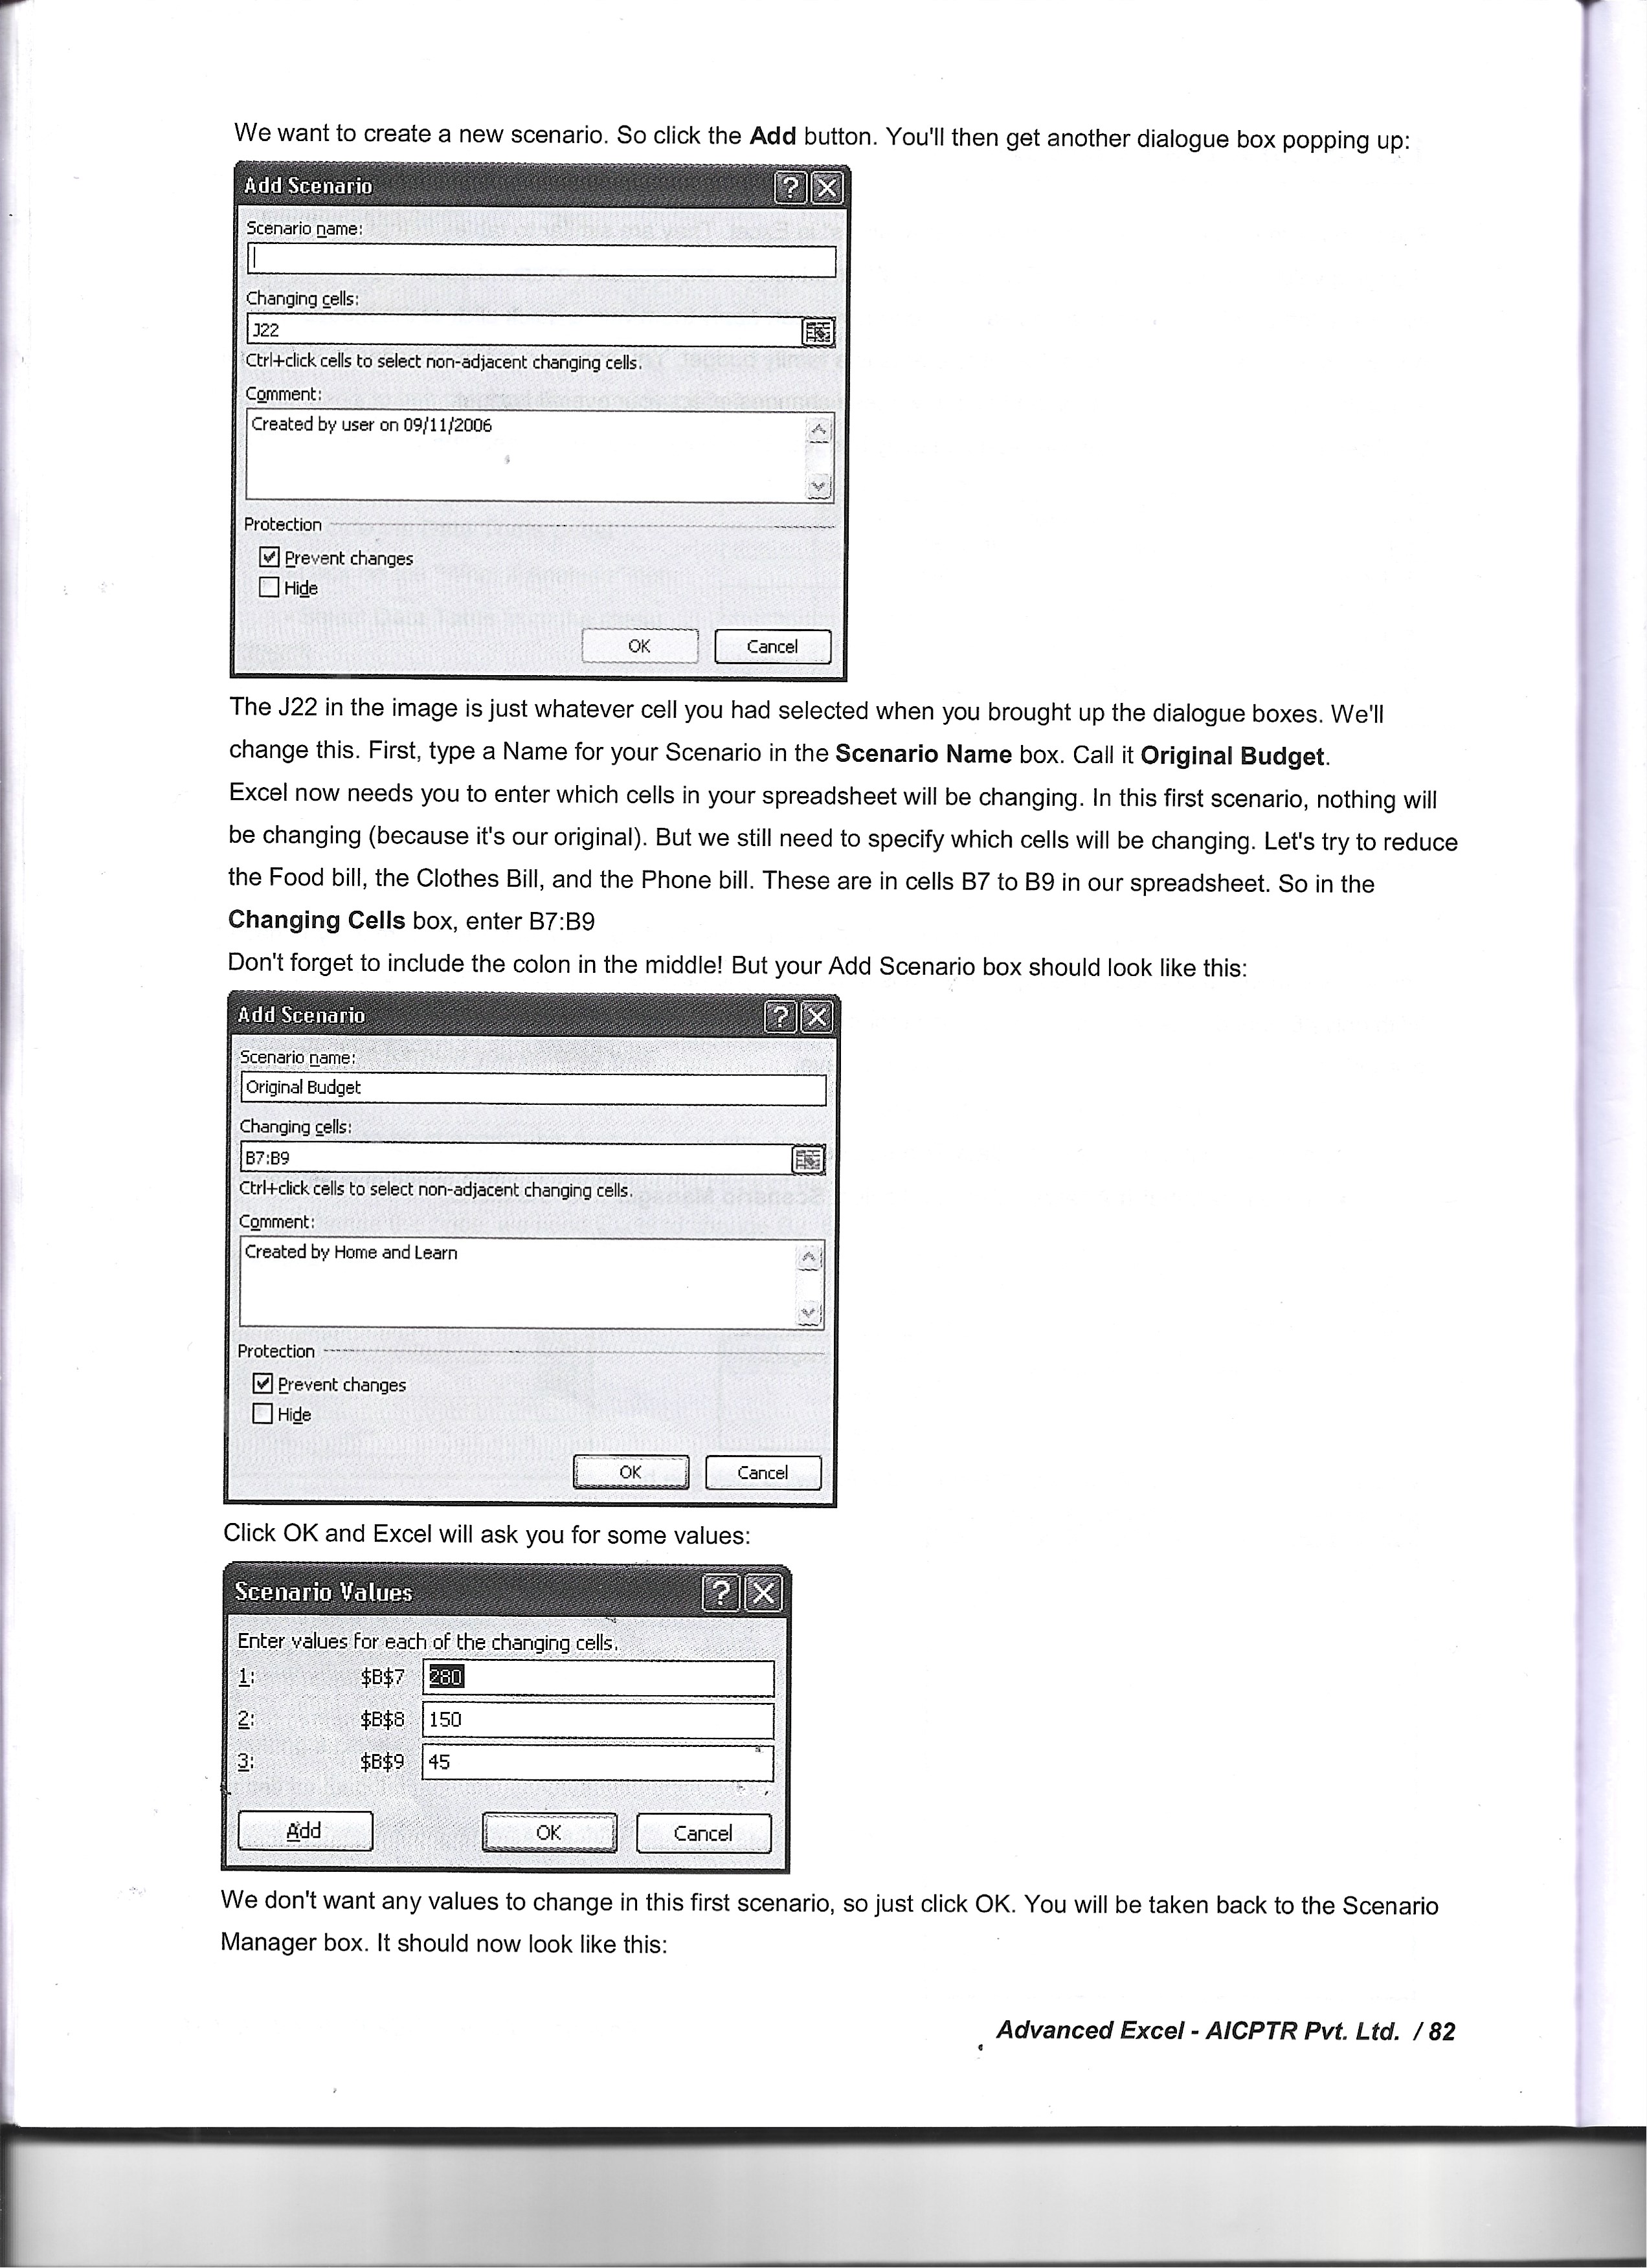 We want to create a new scenario. So click the Add button. You'll then get another dialogue box popping up:
Add Scenario
Scenario name:
Changing cells:
J22
Ctrl+click cells to select non-adjacent changing cells.
Comment:
Created by user on 09/11/2006
Protection
Prevent changes
Hide
OK Cancel
The J22 in the image is just whatever cell you had selected when you brought up the dialogue boxes. We'll
change this. First, type a Name for your Scenario in the Scenario Name box. Call it Original Budget.
Excel now needs you to enter which cells in your spreadsheet will be changing. In this first scenario, nothing will
be changing (because it's our original). But we still need to specify which cells will be changing. Let's try to reduce
the Food bill, the Clothes Bill, and the Phone bill. These are in cells B7 to B9 in our spreadsheet. So in the
Changing Cells box, enter B7:B9
Don't forget to include the colon in the middle! But your Add Scenario box should look like this:
Add Scenario
Scenario name:
Original Budget
Changing cells:
B7:B9
Ctrl+click cells to select non-adjacent changing cells.
Comment:
Created by Home and Learn
Protection
Prevent changes
Hide
OK Cancel
Click OK and Excel will ask you for some values:
Scenario Values
Enter values for each of the changing cells.
1: $B$7 280
2: $B$8 150
3: $B$9 45
Add OK Cancel
We don't want any values to change in this first scenario, so just click OK. You will be taken back to the Scenario
Manager box. It should now look like this:
Advanced Excel - AICPTR Pvt. Ltd. / 82